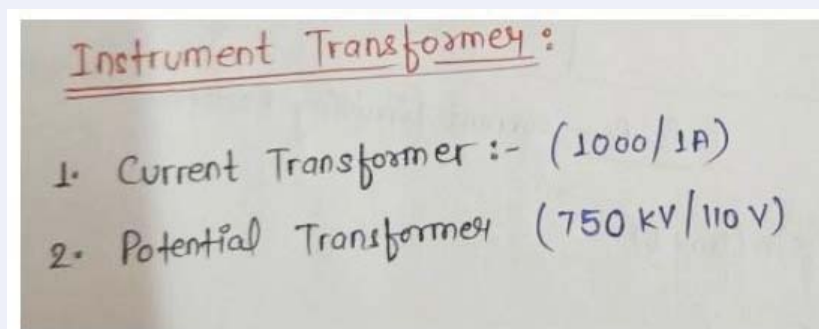 Instrument Transformer :
1. Current Transformer :- (1000/1A)
2. Potential Transformer (750 KV/110 V)